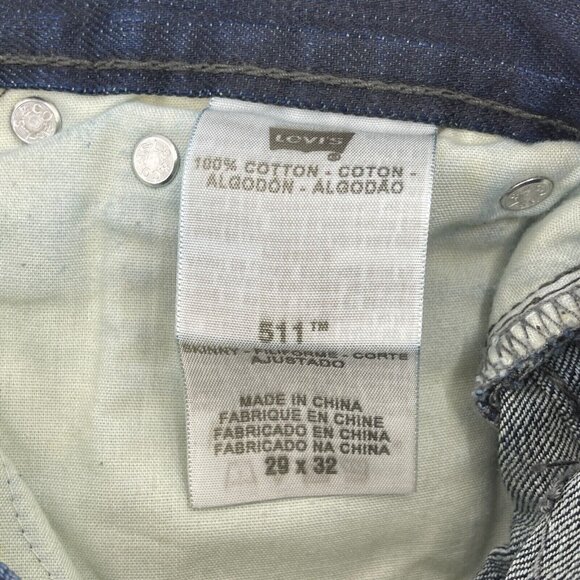 LEVI'S
100% COTTON - COTON -
ALGODÓN - ALGODÃO
511™
SKINNY - FILIFORME - CORTE
AJUSTADO
MADE IN CHINA
FABRIQUE EN CHINE
FABRICADO EN CHINA
FABRICADO NA CHINA
29 x 32